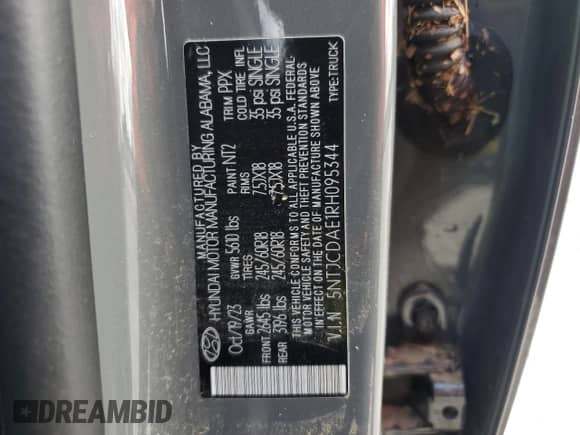 MANUFACTURED BY
HYUNDAI MOTOR MANUFACTURING ALABAMA, LLC
Oct/19/23 GVWR 5610 lbs PAINT NT2 TRIM PPX
GAWR TIRES RIMS COLD TIRE INFL
FRONT 2645 lbs 245/60R18 7.5JX18 35 psi SINGLE
REAR 3196 lbs 245/60R18 7.5JX18 35 psi SINGLE
THIS VEHICLE CONFORMS TO ALL APPLICABLE U.S.A. FEDERAL
MOTOR VEHICLE SAFETY AND THEFT PREVENTION STANDARDS
IN EFFECT ON THE DATE OF MANUFACTURE SHOWN ABOVE
V.I.N 5NTJCDAE1RH095344 TYPE:TRUCK
DREAMBID